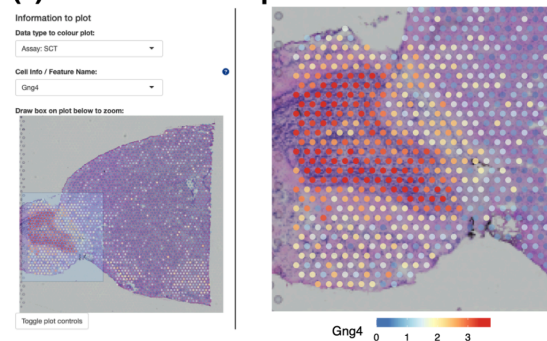 Information to plot
Data type to colour plot:
Assay: SCT
Cell Info / Feature Name:
?
Gng4
Draw box on plot below to zoom:
Toggle plot controls
Gng4
0 1 2 3